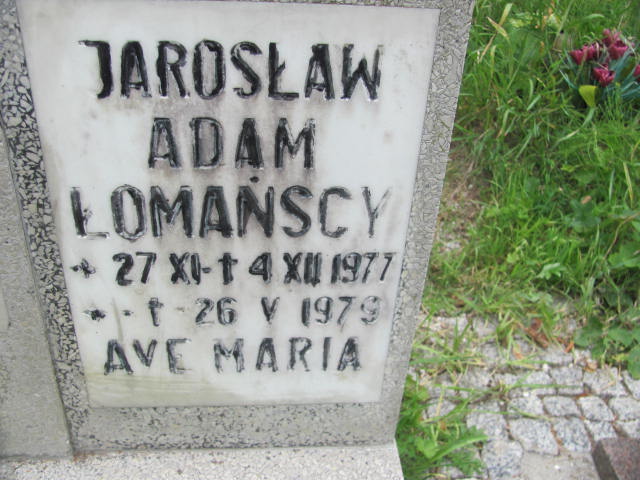 JAROSŁAW
ADAM
ŁOMAŃSCY
* 27 XI - † 4 XII 1977
* - † 26 V 1979
AVE MARIA